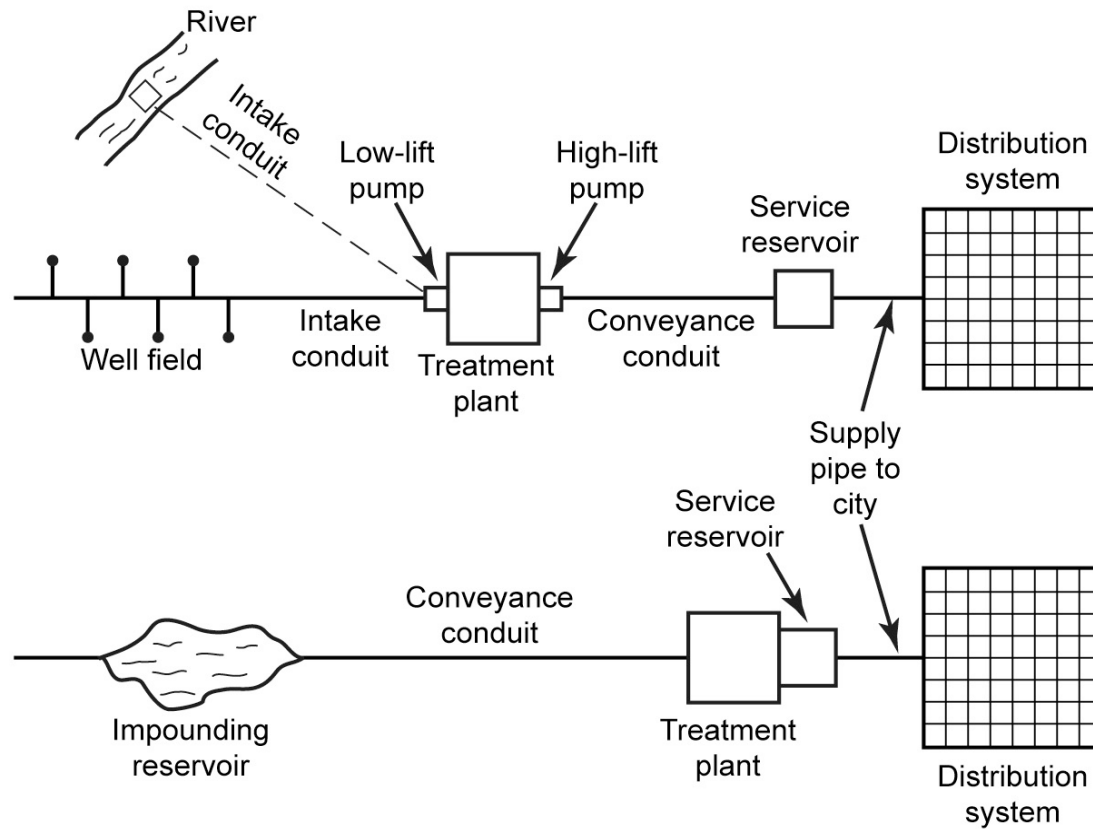 River
Intake
conduit
Low-lift
pump
High-lift
pump
Distribution
system
Service
reservoir
Well field
Intake
conduit
Treatment
plant
Conveyance
conduit
Supply
pipe to
city
Service
reservoir
Conveyance
conduit
Impounding
reservoir
Treatment
plant
Distribution
system